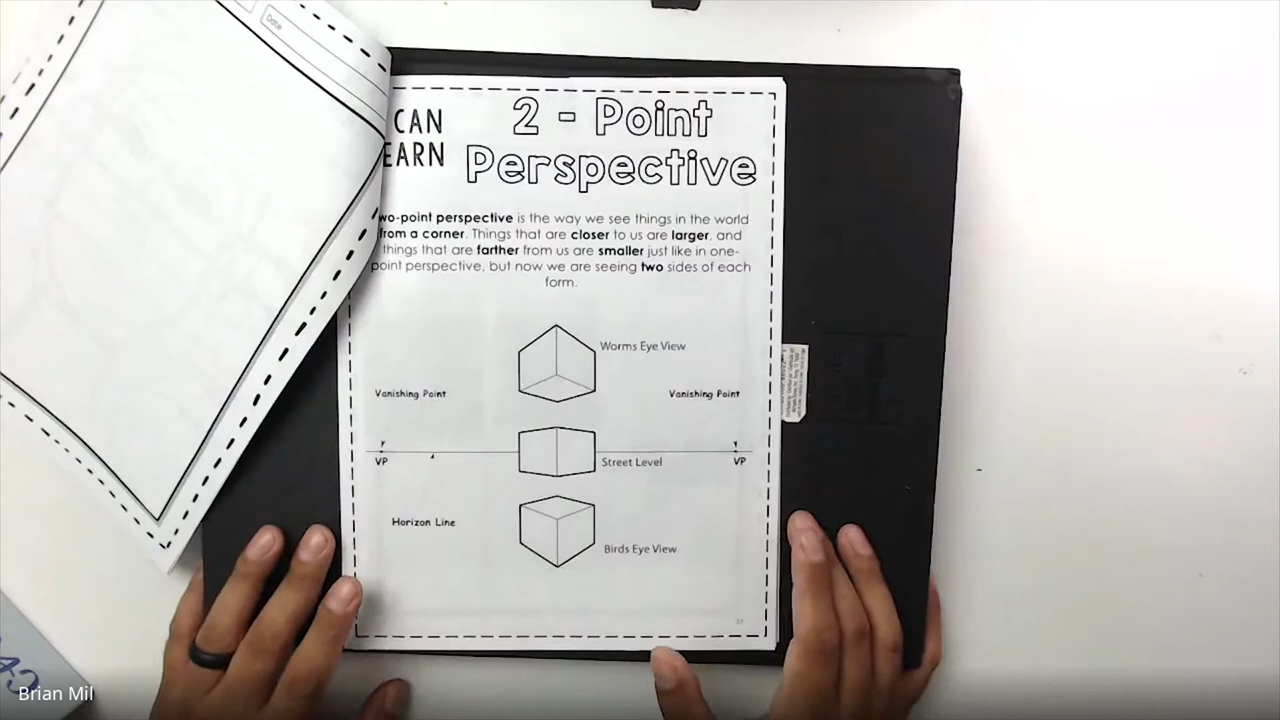 Date
CAN
EARN
2 - Point
Perspective
wo-point perspective is the way we see things in the world
from a corner. Things that are closer to us are larger, and
things that are farther from us are smaller just like in one-
point perspective, but now we are seeing two sides of each
form.
Worms Eye View
Vanishing Point
Vanishing Point
VP
Street Level
VP
Horizon Line
Birds Eye View
Brian Mil